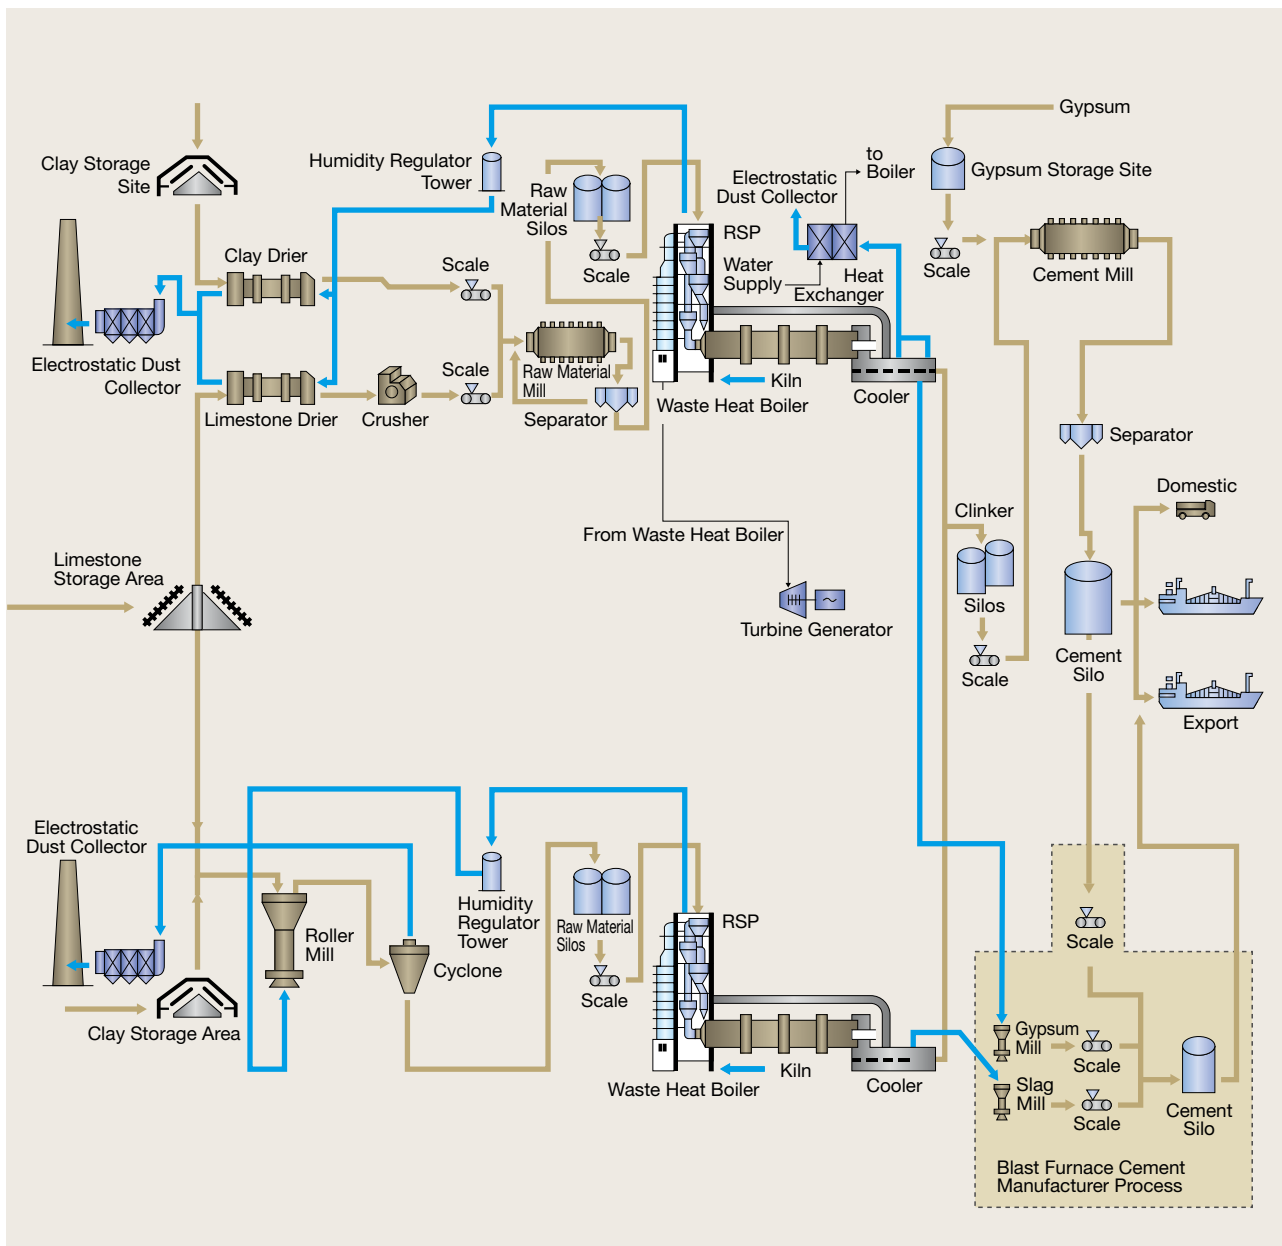 Gypsum
Clay Storage
Site
Humidity Regulator
Tower
Raw
Material
Silos
Scale
Electrostatic
Dust Collector
to
Boiler
Gypsum Storage Site
RSP
Water
Supply
Heat
Exchanger
Scale
Cement Mill
Clay Drier
Scale
Electrostatic Dust
Collector
Limestone Drier
Crusher
Scale
Raw Material
Mill
Separator
Kiln
Waste Heat Boiler
Cooler
Separator
Domestic
Clinker
Silos
Scale
From Waste Heat Boiler
Turbine Generator
Limestone
Storage Area
Cement
Silo
Export
Electrostatic
Dust Collector
Roller
Mill
Cyclone
Clay Storage Area
Humidity
Regulator
Tower
Raw Material
Silos
Scale
RSP
Kiln
Waste Heat Boiler
Cooler
Scale
Gypsum
Mill
Scale
Slag
Mill
Scale
Cement
Silo
Blast Furnace Cement
Manufacturer Process